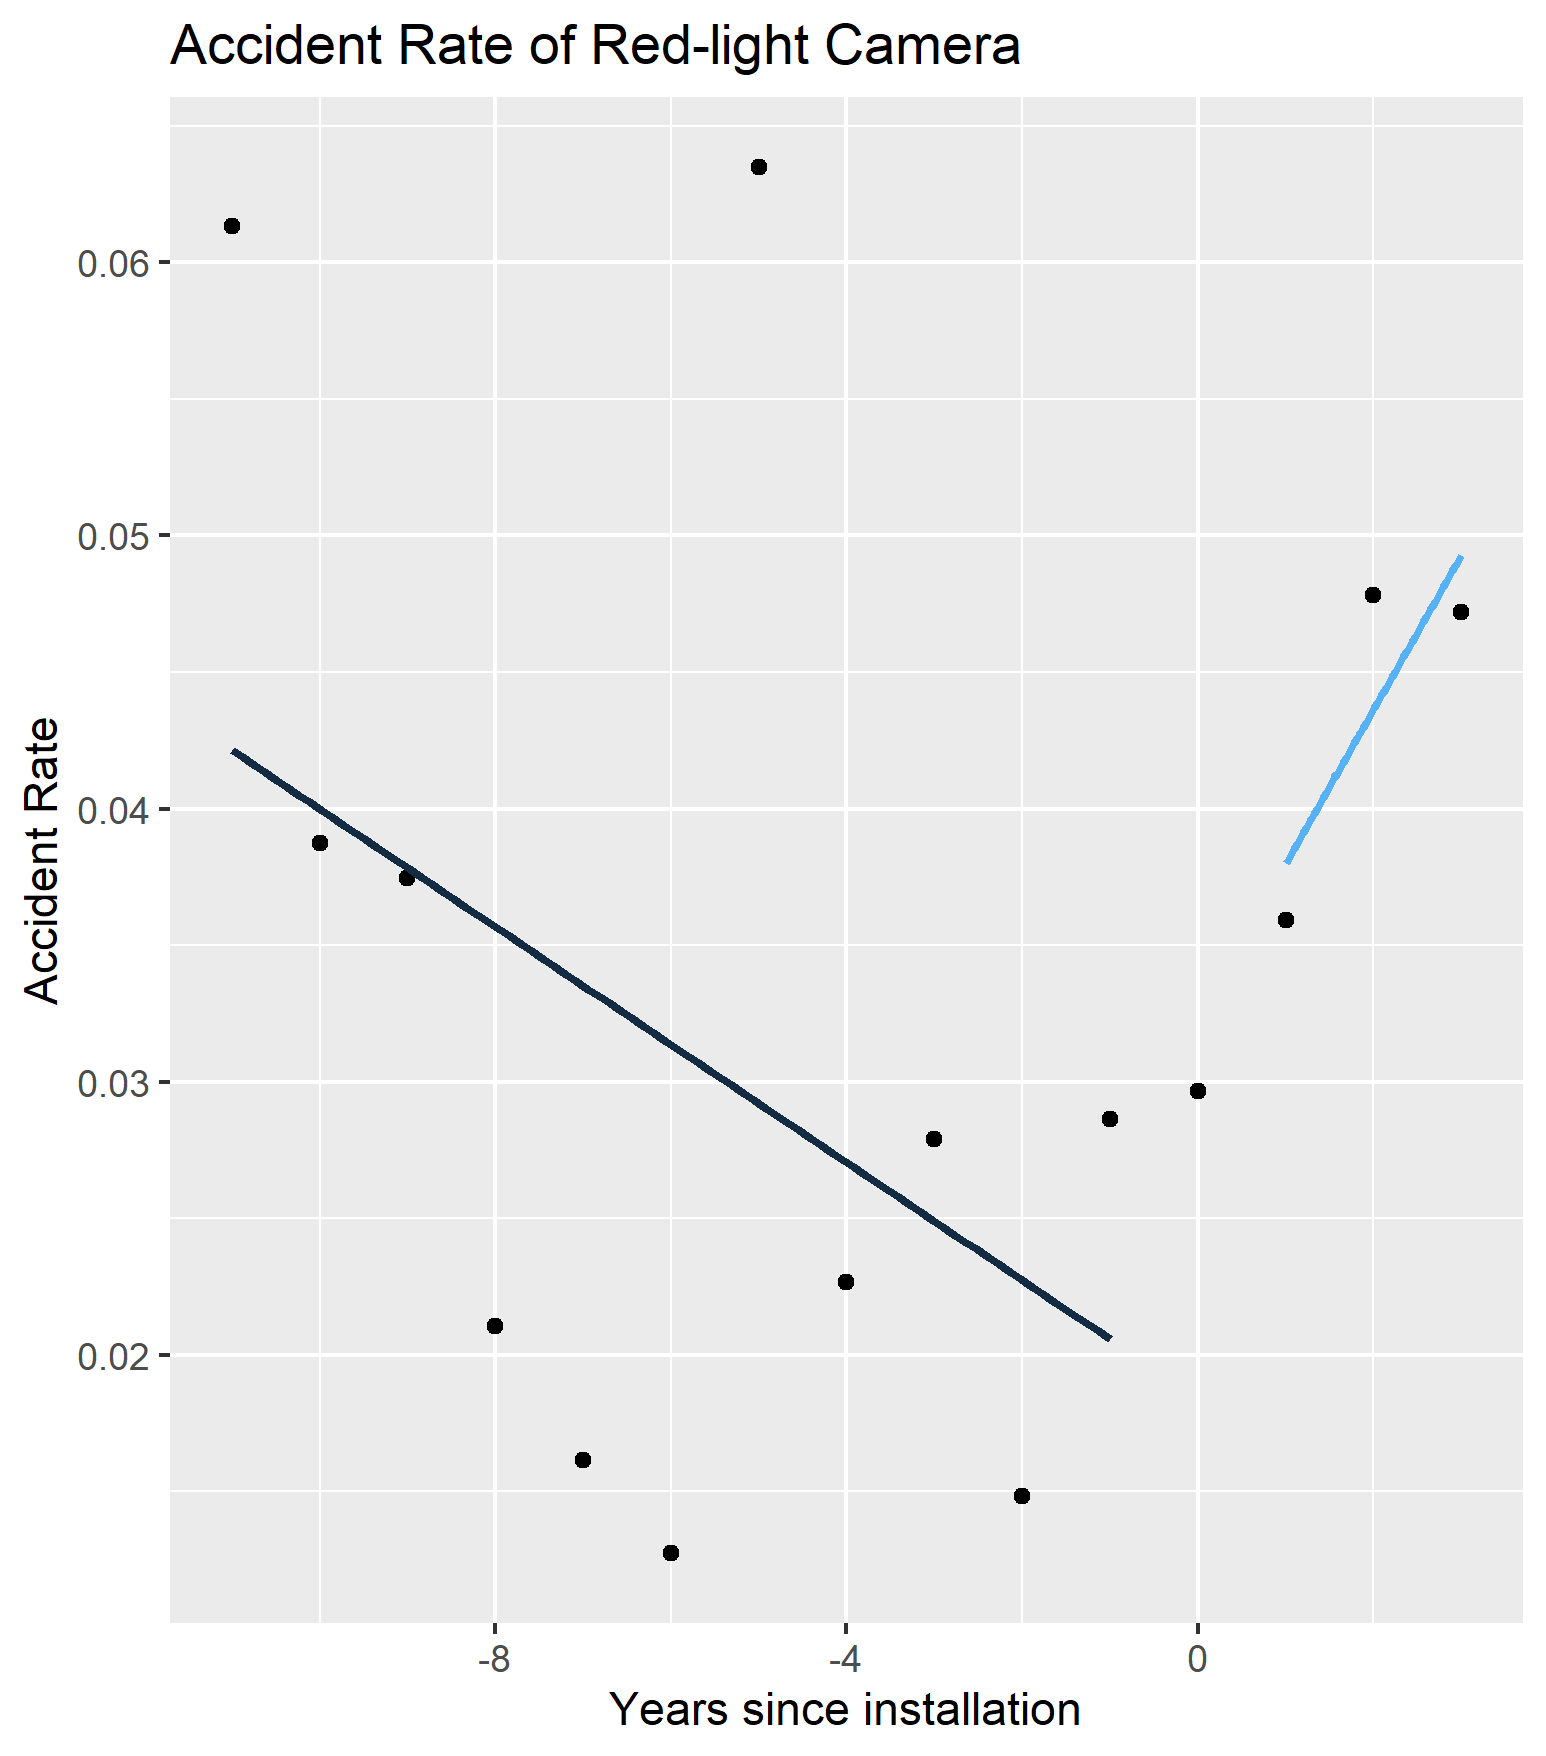 Accident Rate of Red-light Camera
0.06
0.05
0.04
0.03
0.02
Accident Rate
-8
-4
0
Years since installation